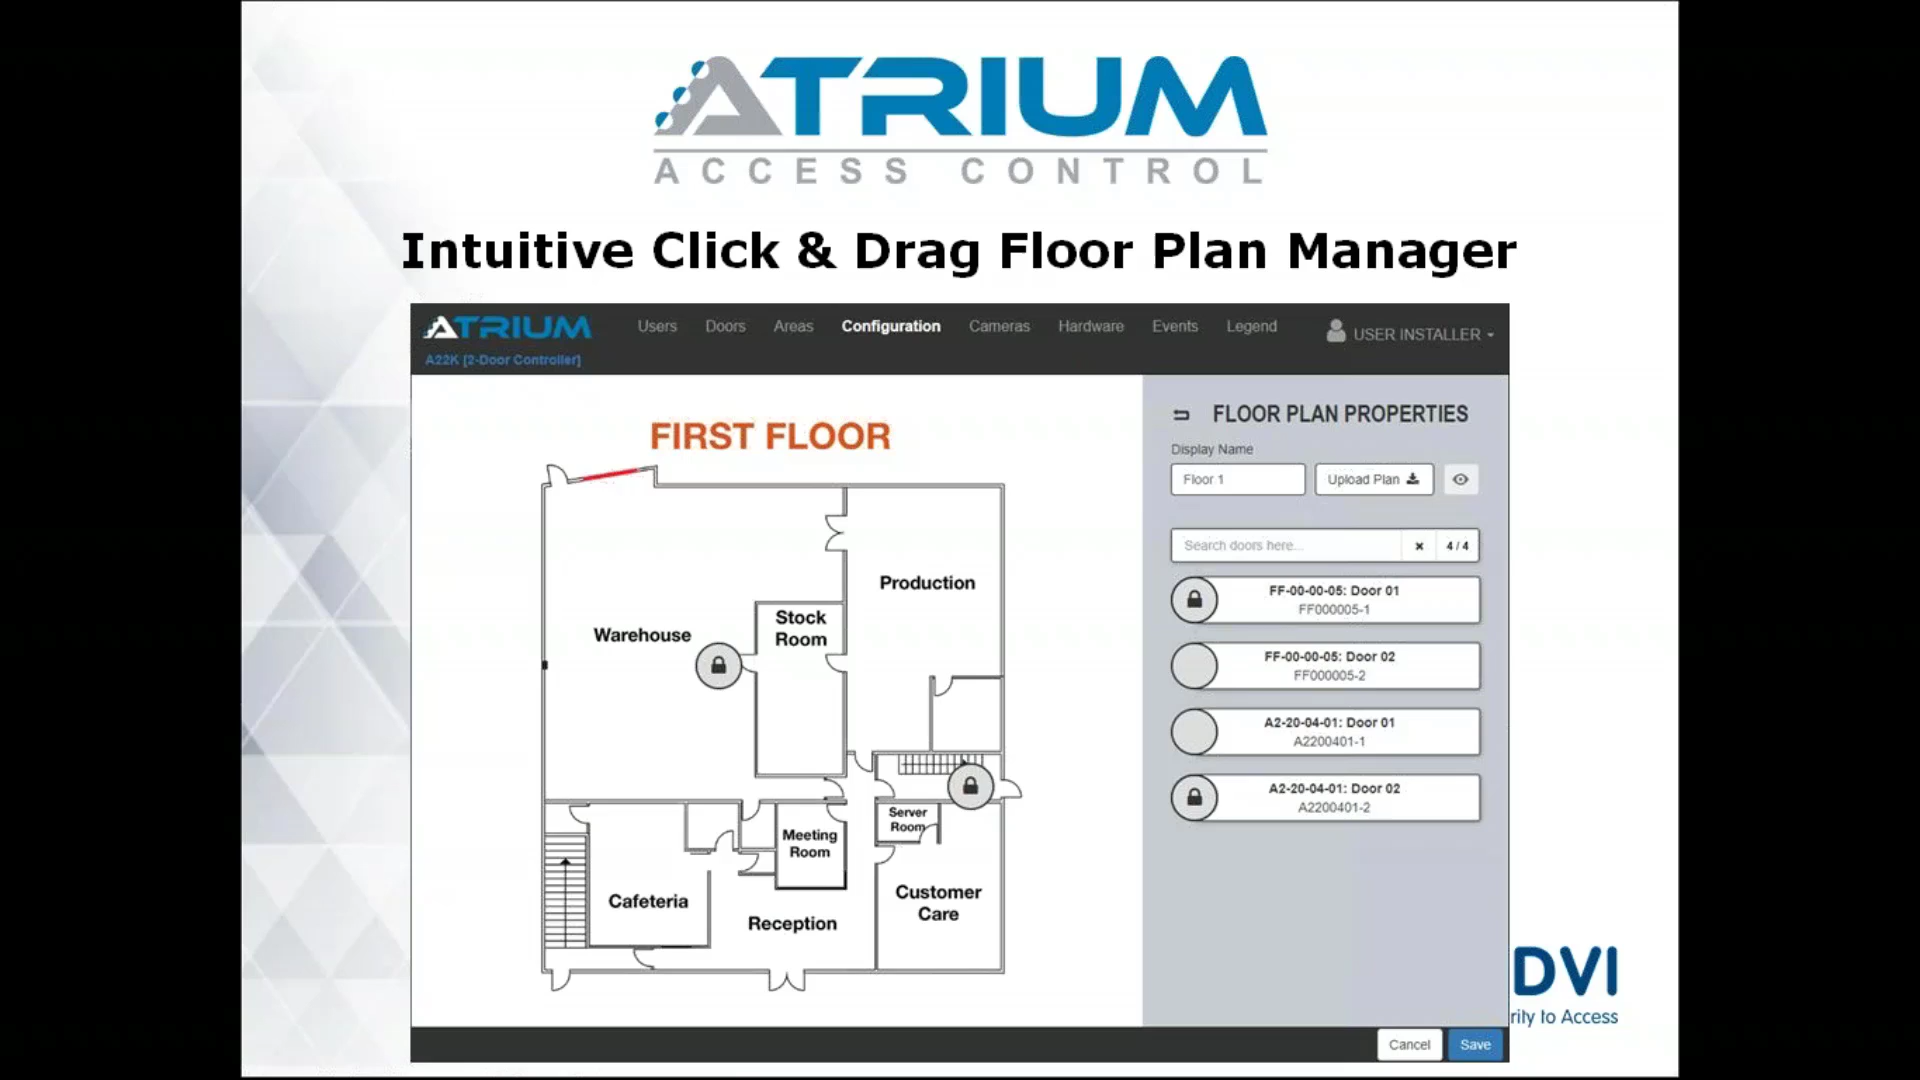 ATRIUM
ACCESS CONTROL
Intuitive Click & Drag Floor Plan Manager
ATRIUM
Users Doors Areas Configuration Cameras Hardware Events Legend USER INSTALLER
A22K [2-Door Controller]
FIRST FLOOR
Warehouse
Stock
Room
Production
Server
Room
Meeting
Room
Cafeteria
Reception
Customer
Care
FLOOR PLAN PROPERTIES
Display Name
Floor 1 Upload Plan
Search doors here... × 4 / 4
FF-00-00-05: Door 01
FF000005-1
FF-00-00-05: Door 02
FF000005-2
A2-20-04-01: Door 01
A2200401-1
A2-20-04-01: Door 02
A2200401-2
DVI
rity to Access
Cancel Save